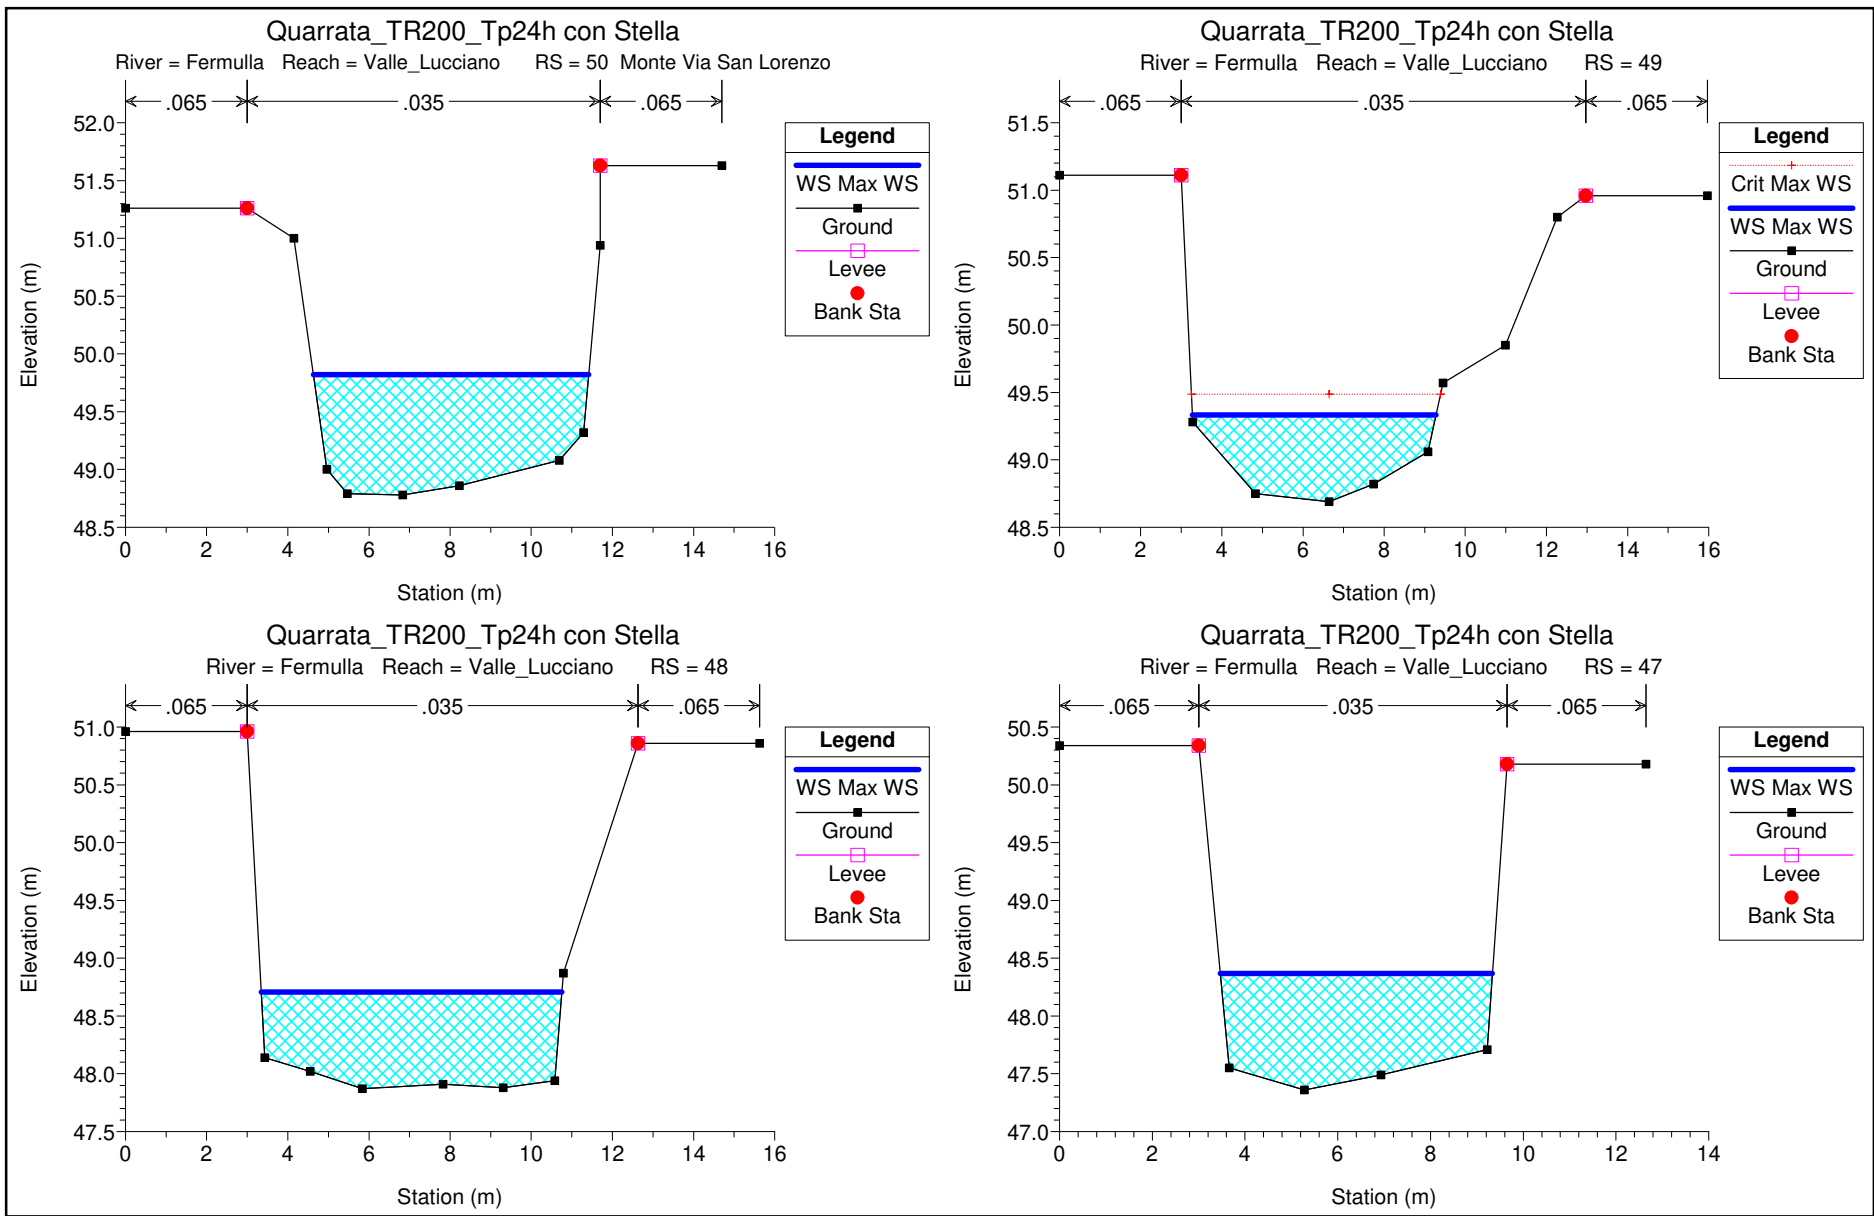 Quarrata_TR200_Tp24h con Stella
River = Fermulla Reach = Valle_Lucciano RS = 50 Monte Via San Lorenzo
.065 .035 .065
52.0
51.5
51.0
50.5
50.0
49.5
49.0
48.5
0 2 4 6 8 10 12 14 16
Station (m)
Elevation (m)
Legend
WS Max WS
Ground
Levee
Bank Sta
Quarrata_TR200_Tp24h con Stella
River = Fermulla Reach = Valle_Lucciano RS = 49
.065 .035 .065
51.5
51.0
50.5
50.0
49.5
49.0
48.5
0 2 4 6 8 10 12 14 16
Station (m)
Elevation (m)
Legend
Crit Max WS
WS Max WS
Ground
Levee
Bank Sta
Quarrata_TR200_Tp24h con Stella
River = Fermulla Reach = Valle_Lucciano RS = 48
.065 .035 .065
51.0
50.5
50.0
49.5
49.0
48.5
48.0
47.5
0 2 4 6 8 10 12 14 16
Station (m)
Elevation (m)
Legend
WS Max WS
Ground
Levee
Bank Sta
Quarrata_TR200_Tp24h con Stella
River = Fermulla Reach = Valle_Lucciano RS = 47
.065 .035 .065
50.5
50.0
49.5
49.0
48.5
48.0
47.5
47.0
0 2 4 6 8 10 12 14
Station (m)
Elevation (m)
Legend
WS Max WS
Ground
Levee
Bank Sta